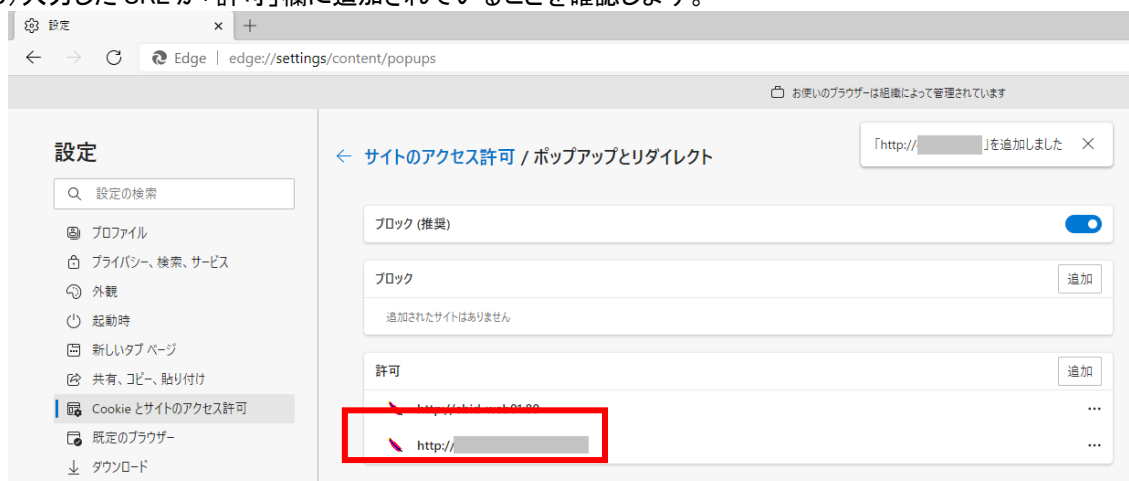 入力した URL が「許可」欄に追加されていることを確認します。
設定
Edge | edge://settings/content/popups
お使いのブラウザーは組織によって管理されています
設定
サイトのアクセス許可 / ポップアップとリダイレクト
「http:// 」を追加しました
設定の検索
プロファイル
プライバシー、検索、サービス
外観
起動時
新しいタブ ページ
共有、コピー、貼り付け
Cookie とサイトのアクセス許可
既定のブラウザー
ダウンロード
ブロック (推奨)
ブロック
追加
追加されたサイトはありません
許可
追加
http://